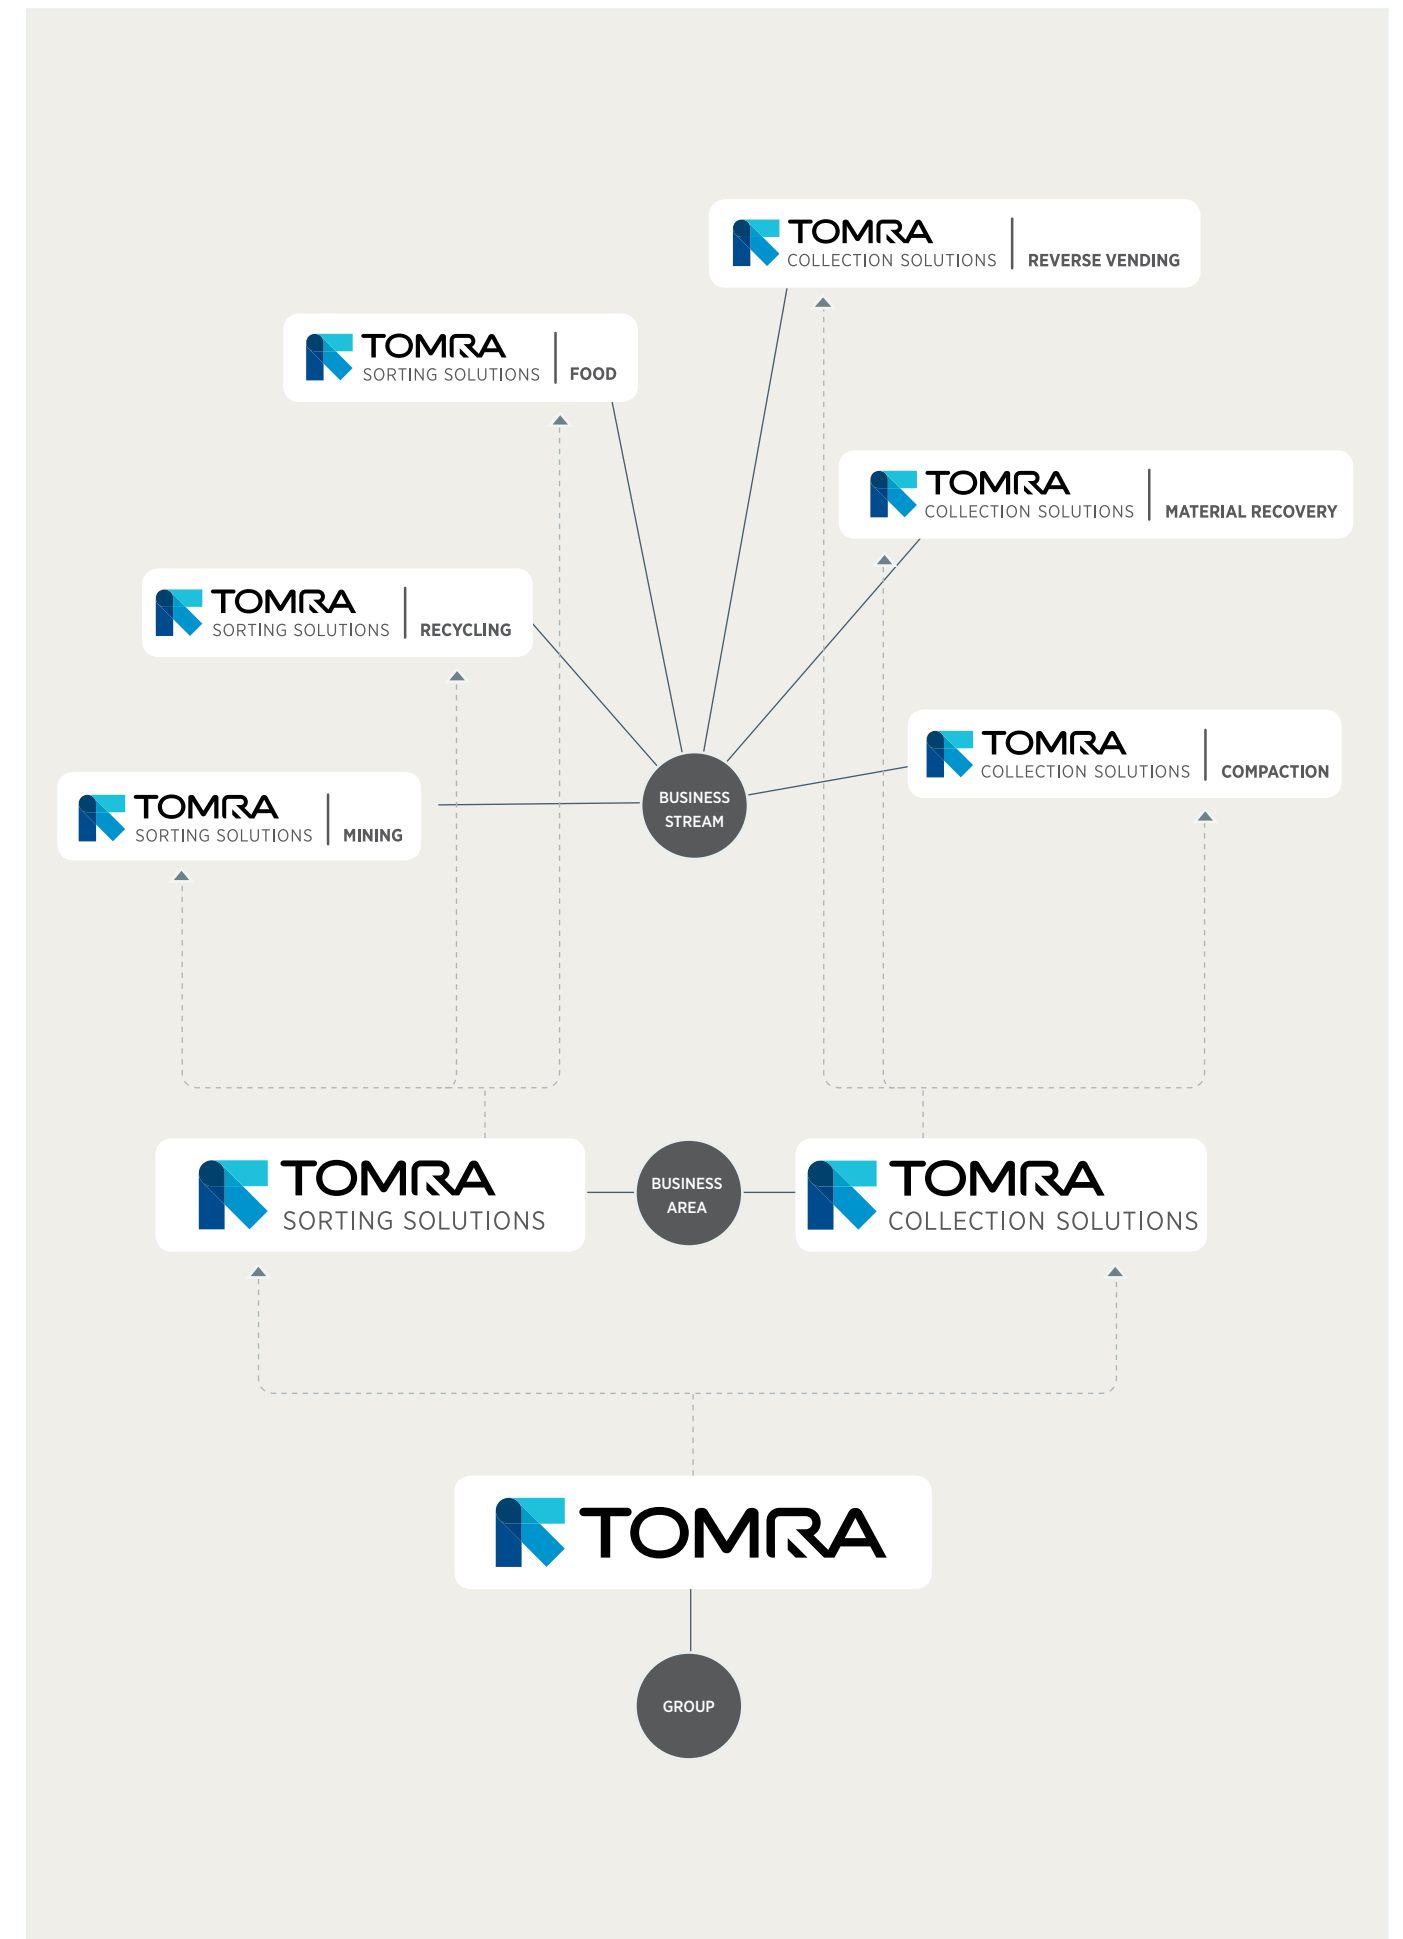 TOMRA
COLLECTION SOLUTIONS | REVERSE VENDING
TOMRA
SORTING SOLUTIONS | FOOD
TOMRA
COLLECTION SOLUTIONS | MATERIAL RECOVERY
TOMRA
SORTING SOLUTIONS | RECYCLING
TOMRA
COLLECTION SOLUTIONS | COMPACTION
BUSINESS
STREAM
TOMRA
SORTING SOLUTIONS | MINING
TOMRA
SORTING SOLUTIONS
BUSINESS
AREA
TOMRA
COLLECTION SOLUTIONS
TOMRA
GROUP